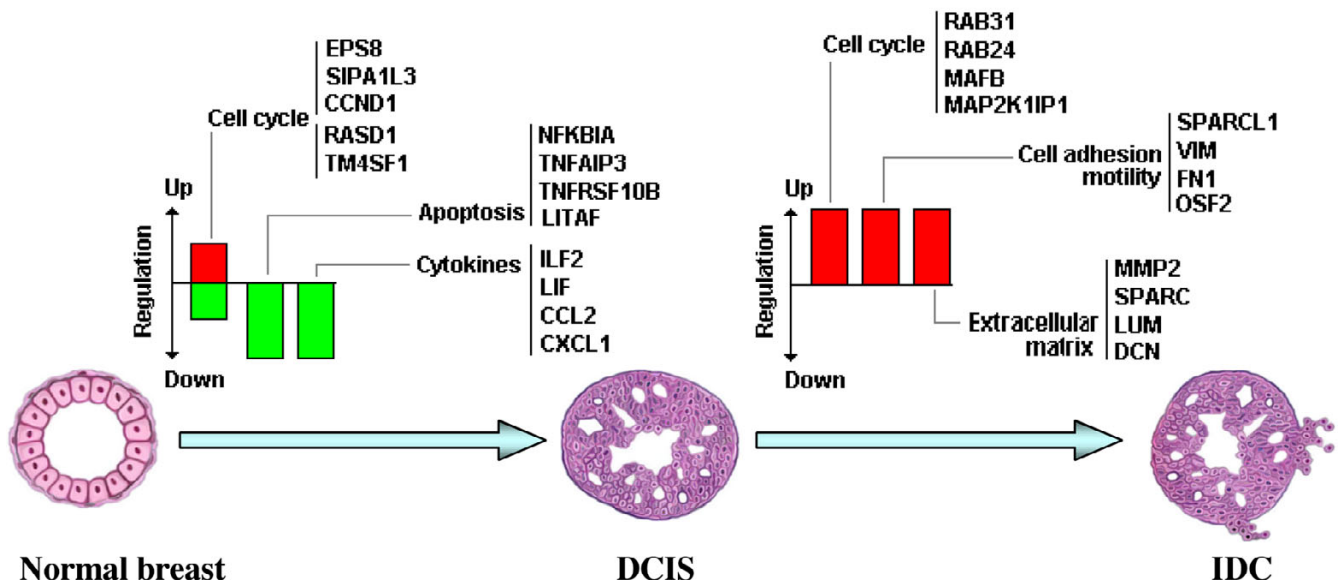 EPS8
SIPA1L3
CCND1
Cell cycle
RASD1
TM4SF1
Up
Regulation
Down
NFKBIA
TNFAIP3
TNFRSF10B
Apoptosis
LITAF
Cytokines
ILF2
LIF
CCL2
CXCL1
RAB31
Cell cycle
RAB24
MAFB
MAP2K1IP1
SPARCL1
Cell adhesion
VIM
motility
FN1
OSF2
Up
Regulation
Down
MMP2
SPARC
Extracellular
LUM
matrix
DCN
Normal breast
DCIS
IDC